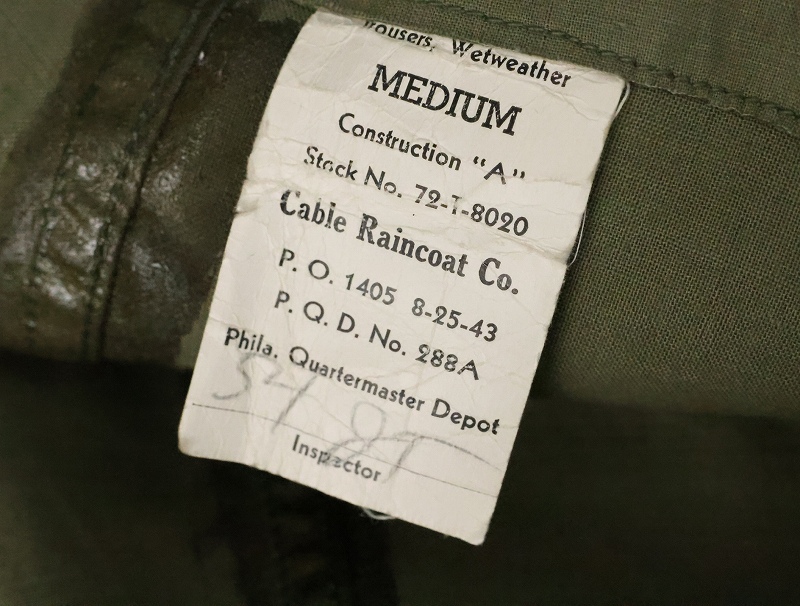 Trousers, Wetweather
MEDIUM
Construction "A"
Stock No. 72-T-8020
Cable Raincoat Co.
P. O. 1405 8-25-43
P. Q. D. No. 288A
Phila. Quartermaster Depot
54
Inspector